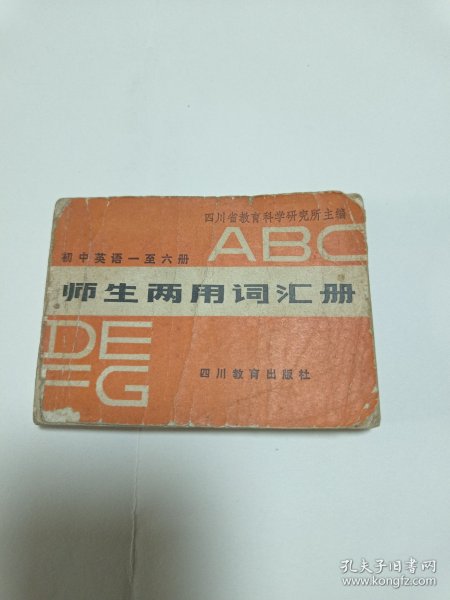 四川省教育科学研究所主编
ABC
初中英语一至六册
师生两用词汇册
DE
FG
四川教育出版社
孔夫子旧书网
www.kongfz.com